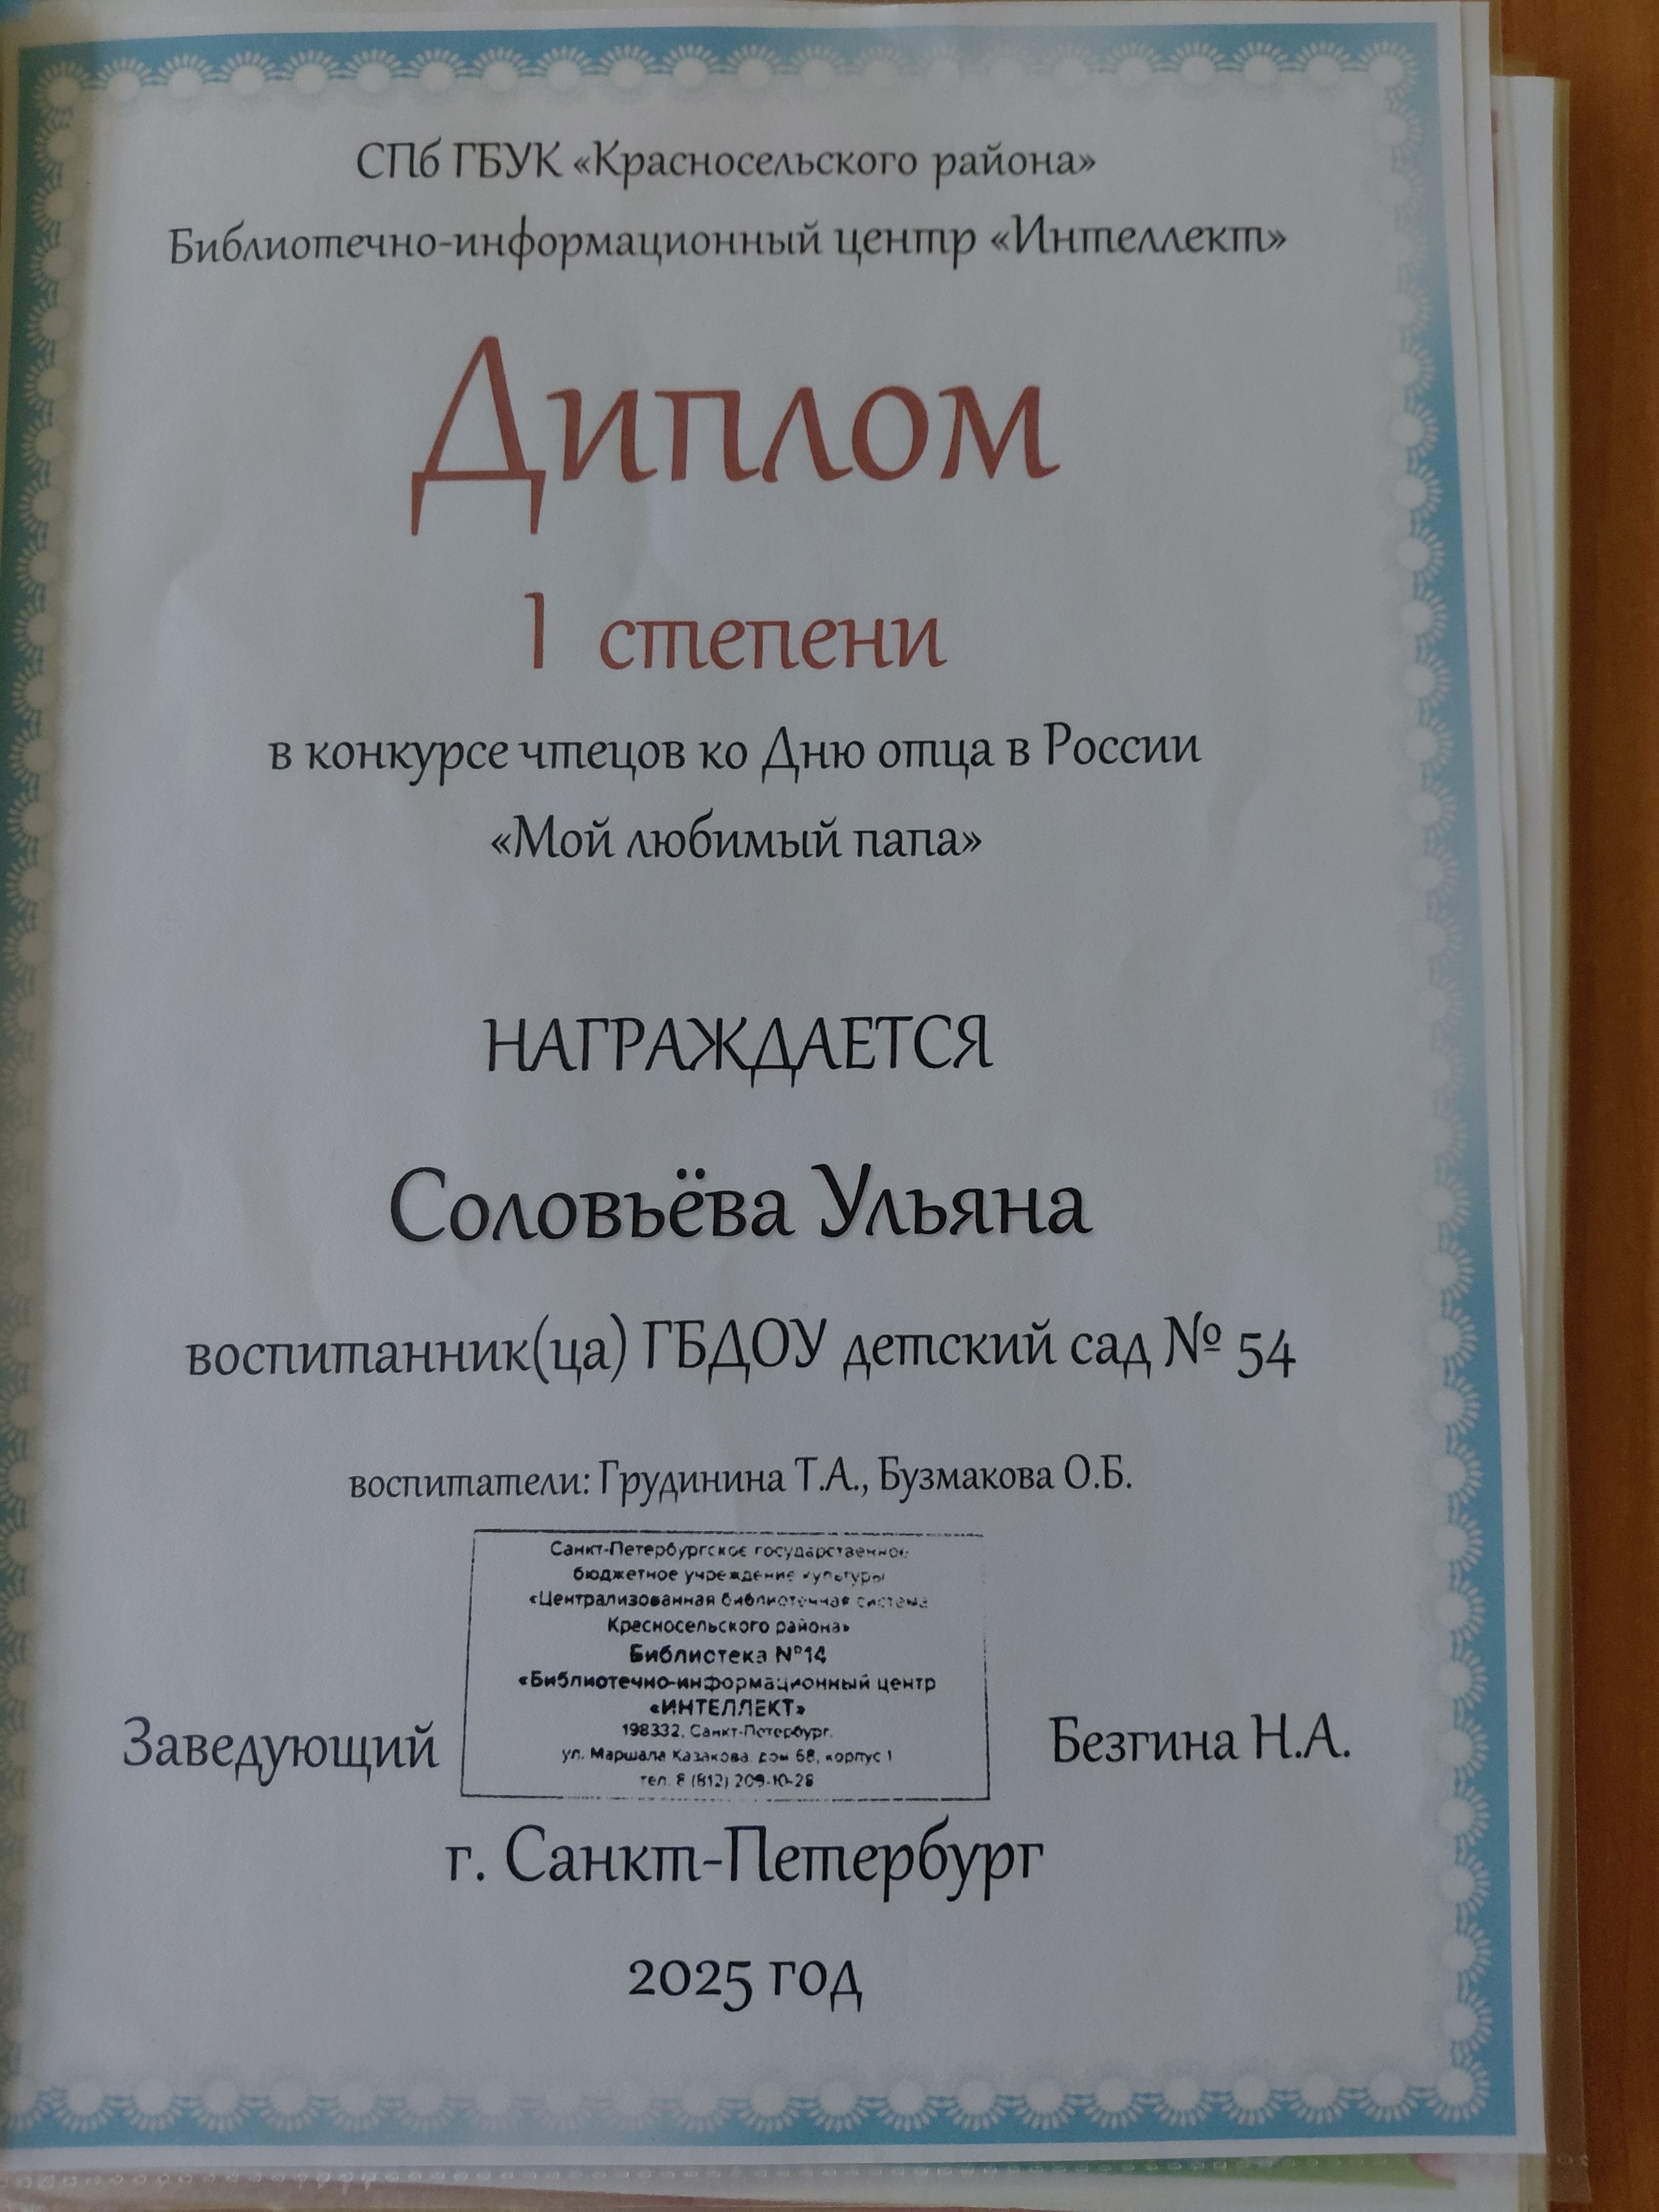 СПб ГБУК «Красносельского района»
Библиотечно-информационный центр «Интеллект»
Диплом
1 степени
в конкурсе чтецов ко Дню отца в России
«Мой любимый папа»
НАГРАЖДАЕТСЯ
Соловьёва Ульяна
воспитанник(ца) ГБДОУ детский сад № 54
воспитатели: Грудинина Т.А., Бузмакова О.Б.
Санкт-Петербургское государственное
бюджетное учреждение культуры
«Централизованная библиотечная система
Красносельского района»
Библиотека №14
«Библиотечно-информационный центр
«ИНТЕЛЛЕКТ»
198332, Санкт-Петербург,
ул. Маршала Казакова, дом 68, корпус 1
тел. 8 (812) 209-10-28
Заведующий
Безгина Н.А.
г. Санкт-Петербург
2025 год